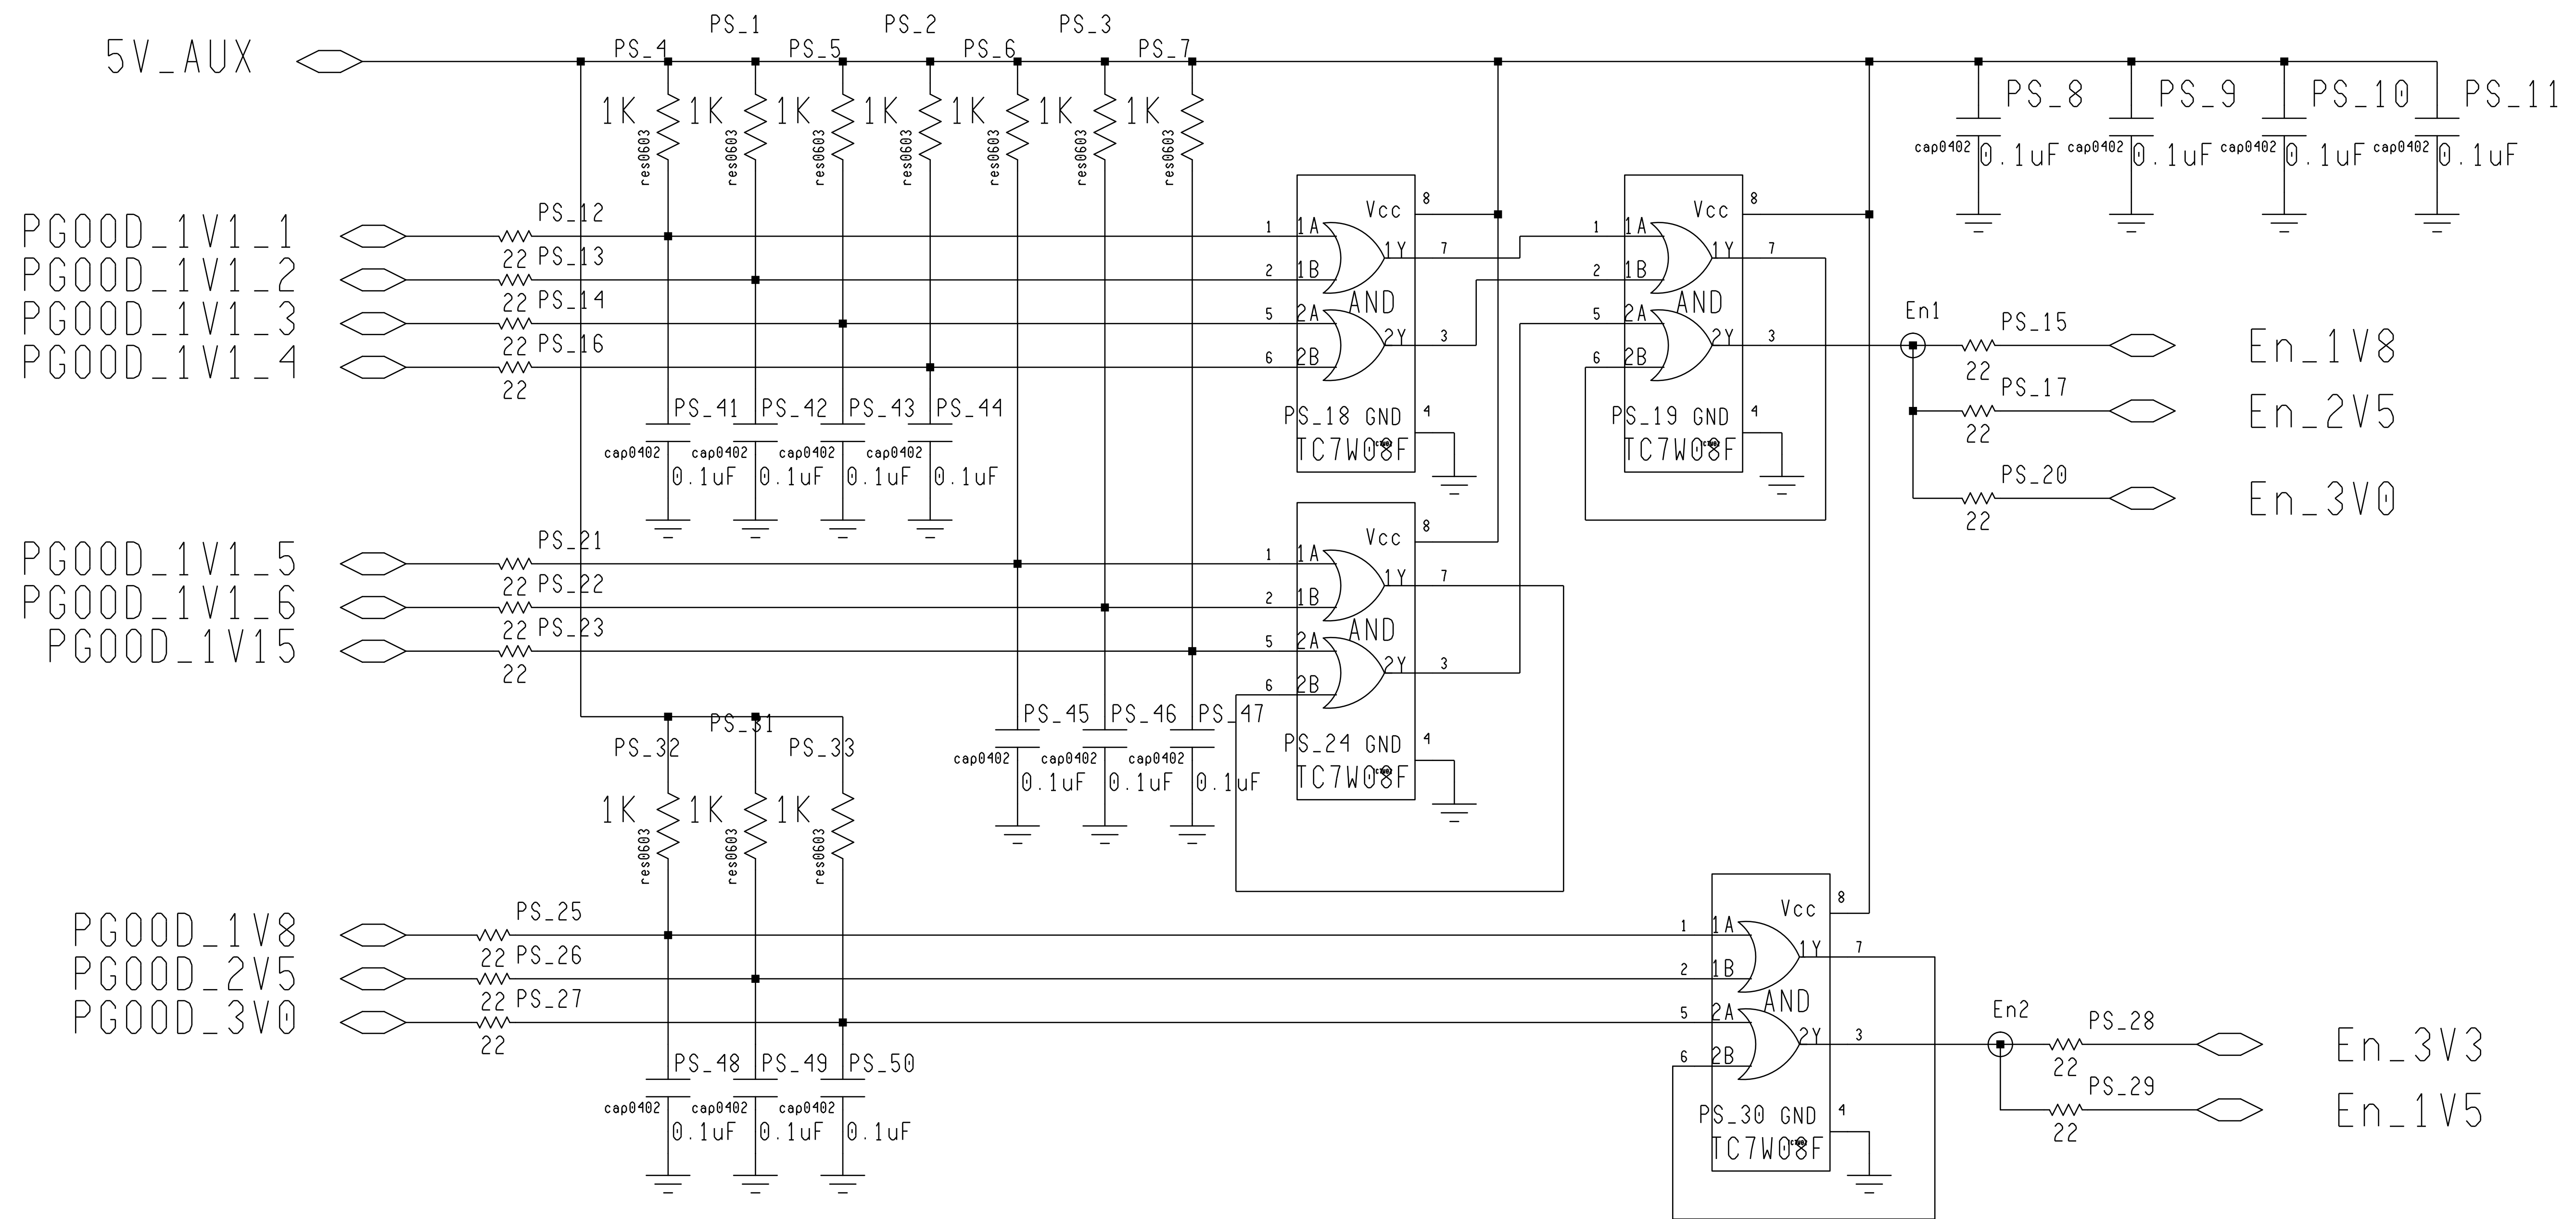 PS_1 PS_2 PS_3
5V_AUX PS_4 PS_5 PS_6 PS_7
1K 1K 1K 1K 1K 1K 1K
res0603 res0603 res0603 res0603 res0603 res0603 res0603
PS_8 PS_9 PS_10 PS_11
cap0402 0.1uF cap0402 0.1uF cap0402 0.1uF cap0402 0.1uF
PGOOD_1V1_1 PS_12 22
PGOOD_1V1_2 PS_13 22
PGOOD_1V1_3 PS_14 22
PGOOD_1V1_4 PS_16 22
Vcc 8
1 1A 1Y 7
2 1B
AND
5 2A 2Y 3
6 2B
PS_18 GND 4
TC7W08F
Vcc 8
1 1A 1Y 7
2 1B
AND
5 2A 2Y 3
6 2B
PS_19 GND 4
TC7W08F
En1
PS_15 22 En_1V8
PS_17 22 En_2V5
PS_20 22 En_3V0
PS_41 PS_42 PS_43 PS_44
cap0402 cap0402 cap0402 cap0402
0.1uF 0.1uF 0.1uF 0.1uF
PGOOD_1V1_5 PS_21 22
PGOOD_1V1_6 PS_22 22
PGOOD_1V15 PS_23 22
Vcc 8
1 1A 1Y 7
2 1B
AND
5 2A 2Y 3
6 2B
PS_24 GND 4
TC7W08F
PS_45 PS_46 PS_47
cap0402 cap0402 cap0402
0.1uF 0.1uF 0.1uF
PS_31
PS_32 PS_33
1K 1K 1K
res0603 res0603 res0603
PGOOD_1V8 PS_25 22
PGOOD_2V5 PS_26 22
PGOOD_3V0 PS_27 22
Vcc 8
1 1A 1Y 7
2 1B
AND
5 2A 2Y 3
6 2B
PS_30 GND 4
TC7W08F
En2
PS_28 22 En_3V3
PS_29 22 En_1V5
PS_48 PS_49 PS_50
cap0402 cap0402 cap0402
0.1uF 0.1uF 0.1uF